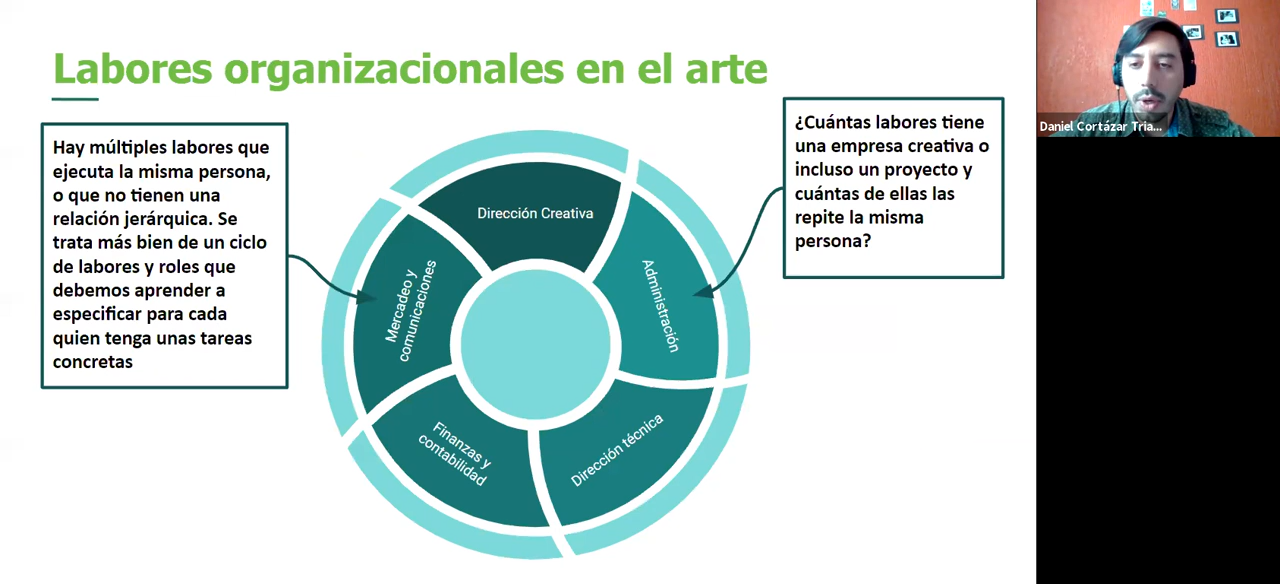 Labores organizacionales en el arte
Hay múltiples labores que
ejecuta la misma persona,
o que no tienen una
relación jerárquica. Se
trata más bien de un ciclo
de labores y roles que
debemos aprender a
especificar para cada
quien tenga unas tareas
concretas
¿Cuántas labores tiene
una empresa creativa o
incluso un proyecto y
cuántas de ellas las
repite la misma
persona?
Dirección Creativa
Administración
Dirección técnica
Finanzas y
contabilidad
Mercadeo y
comunicaciones
Daniel Cortázar Tria...